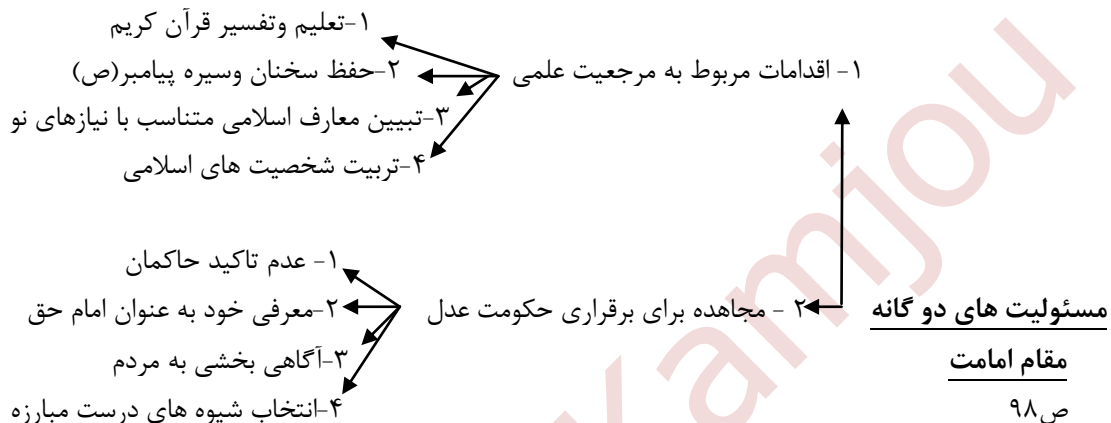 ۱-تعلیم وتفسیر قرآن کریم
۱- اقدامات مربوط به مرجعیت علمی
۲-حفظ سخنان وسیره پیامبر(ص)
۳-تبیین معارف اسلامی متناسب با نیازهای نو
۴-تربیت شخصیت های اسلامی
۱- عدم تاکید حاکمان
مسئولیت های دو گانه
۲ - مجاهده برای برقراری حکومت عدل
۲-معرفی خود به عنوان امام حق
مقام امامت
۳-آگاهی بخشی به مردم
ص۹۸
۴-انتخاب شیوه های درست مبارزه
Kamjou